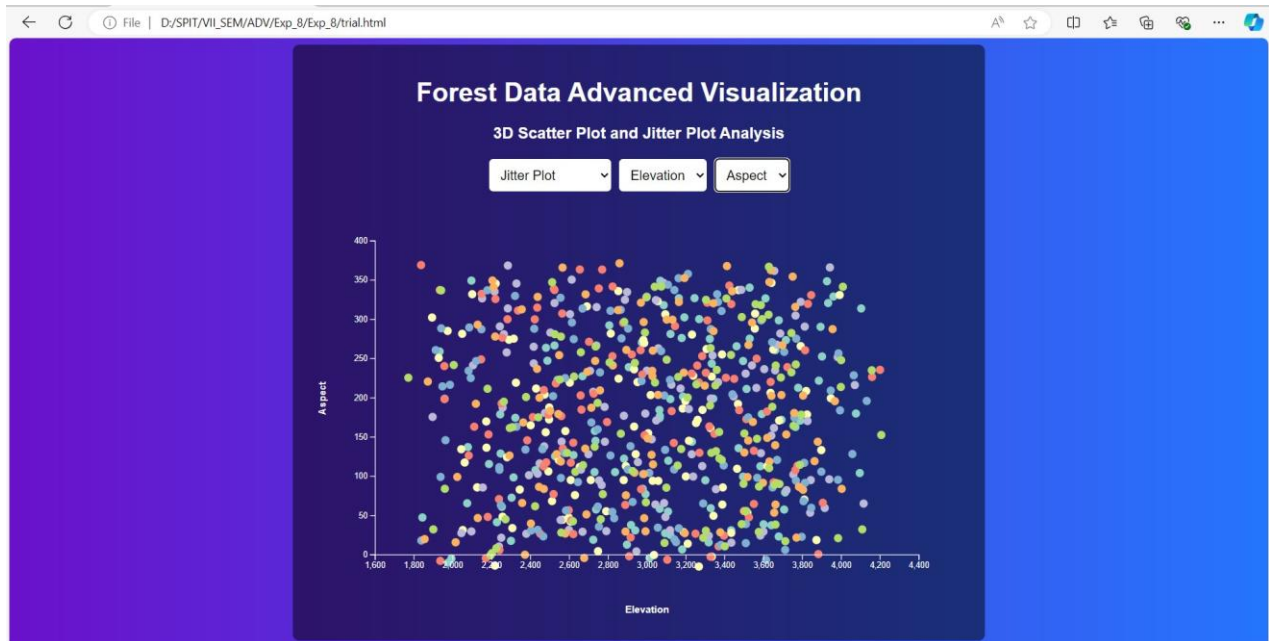 File | D:/SPIT/VII_SEM/ADV/Exp_8/Exp_8/trial.html
Forest Data Advanced Visualization
3D Scatter Plot and Jitter Plot Analysis
Jitter Plot Elevation Aspect
400
350
300
250
200
150
100
50
0
Aspect
1,600 1,800 2,000 2,200 2,400 2,600 2,800 3,000 3,200 3,400 3,600 3,800 4,000 4,200 4,400
Elevation